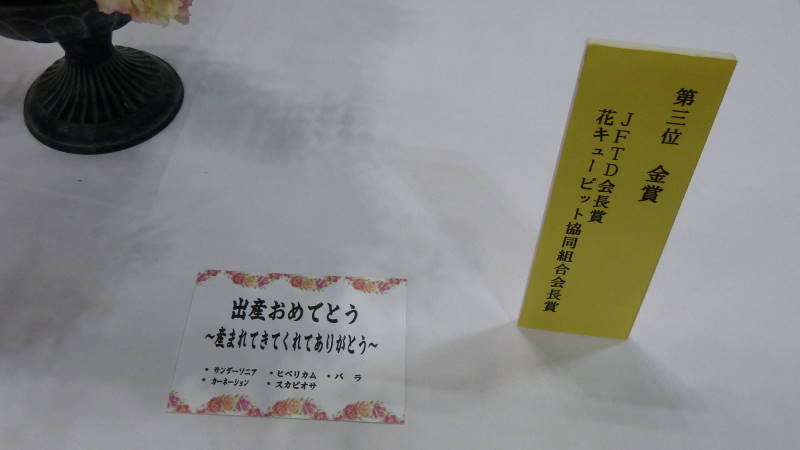 第三位　金賞
ＪＦＴＤ会長賞
花キューピット協同組合会長賞
出産おめでとう
～産まれてきてくれてありがとう～
・サンダーソニア　・ヒペリカム　・バラ
・カーネーション　・スカビオサ